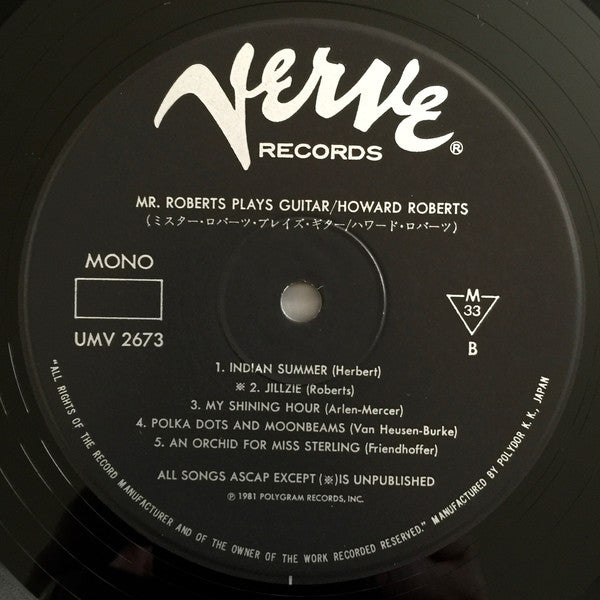 Verve
RECORDS ®
MR. ROBERTS PLAYS GUITAR/HOWARD ROBERTS
(ミスター・ロバーツ・プレイズ・ギター/ハワード・ロバーツ)
MONO
UMV 2673
M
33
B
1. INDIAN SUMMER (Herbert)
※ 2. JILLZIE (Roberts)
3. MY SHINING HOUR (Arlen-Mercer)
4. POLKA DOTS AND MOONBEAMS (Van Heusen-Burke)
5. AN ORCHID FOR MISS STERLING (Friendhoffer)
ALL SONGS ASCAP EXCEPT (※) IS UNPUBLISHED
℗ 1981 POLYGRAM RECORDS, INC.
"ALL RIGHTS OF THE RECORD MANUFACTURER AND OF THE OWNER OF THE WORK RECORDED RESERVED." MANUFACTURED BY POLYDOR K.K., JAPAN